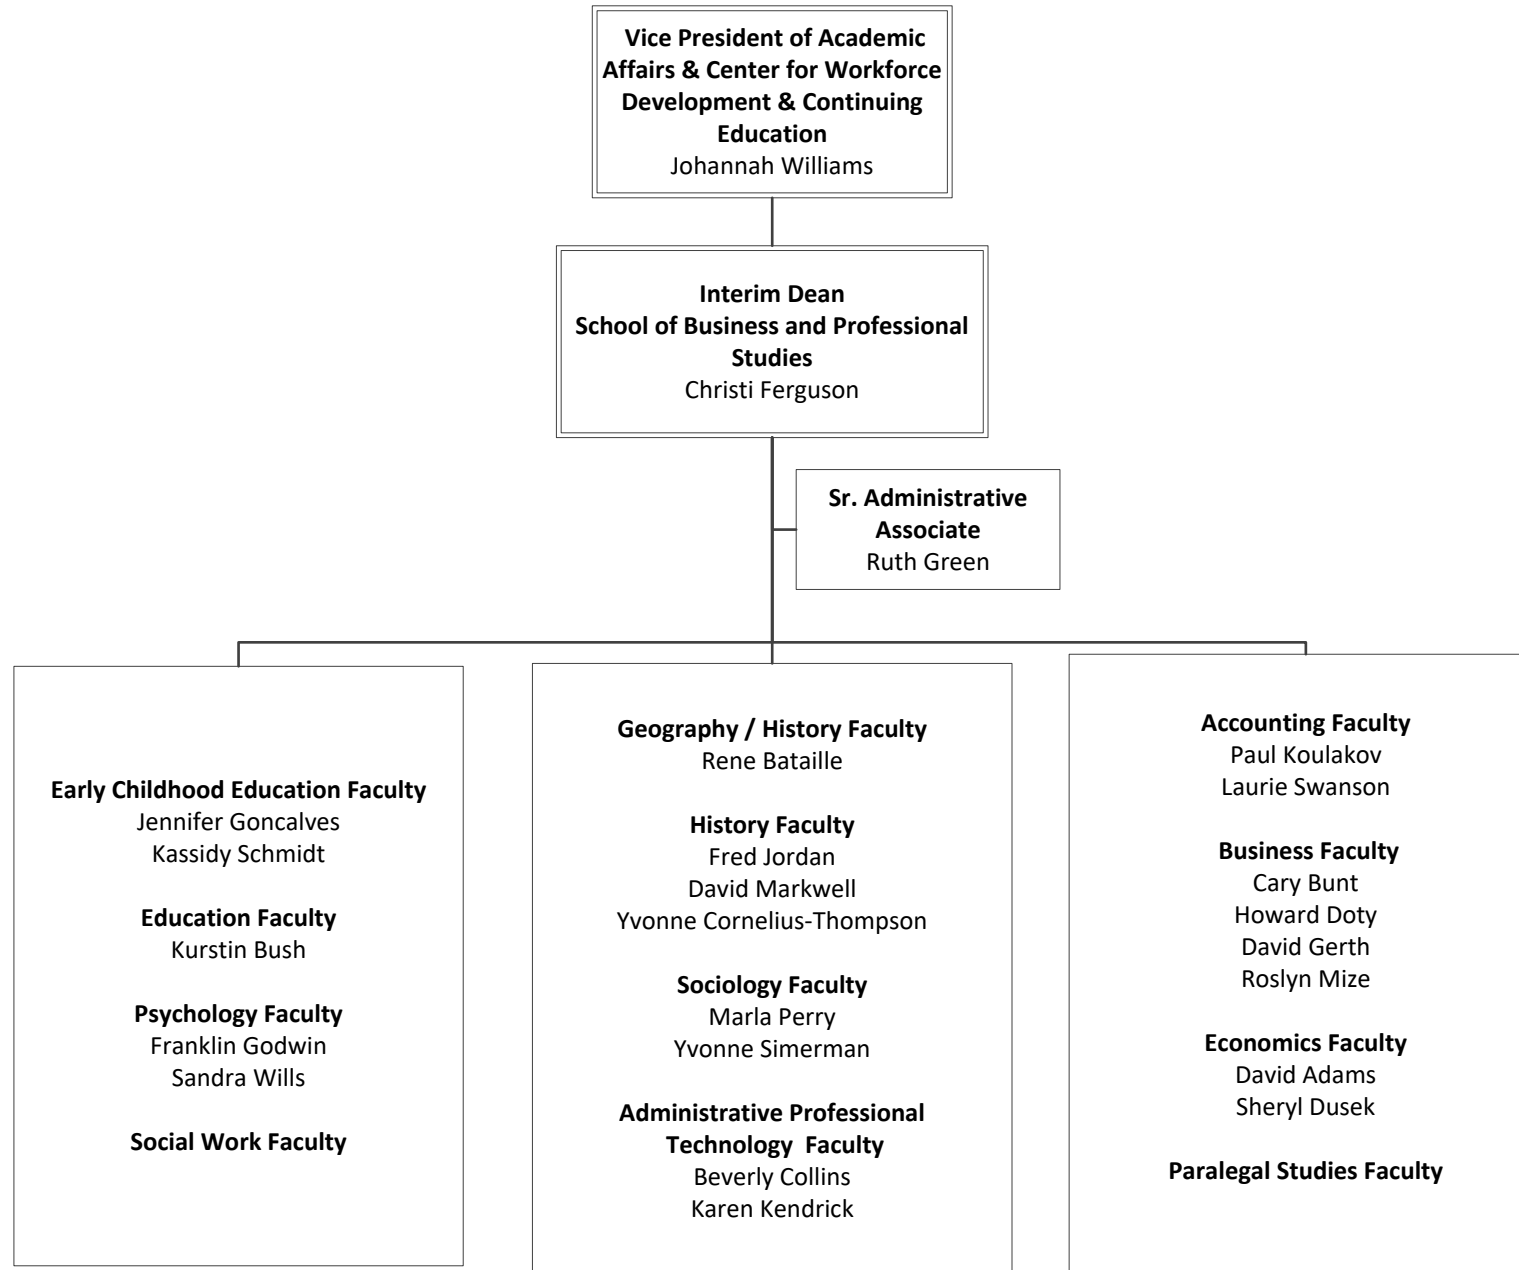 Vice President of Academic
Affairs & Center for Workforce
Development & Continuing
Education
Johannah Williams
Interim Dean
School of Business and Professional
Studies
Christi Ferguson
Sr. Administrative
Associate
Ruth Green
Early Childhood Education Faculty
Jennifer Goncalves
Kassidy Schmidt
Education Faculty
Kurstin Bush
Psychology Faculty
Franklin Godwin
Sandra Wills
Social Work Faculty
Geography / History Faculty
Rene Bataille
History Faculty
Fred Jordan
David Markwell
Yvonne Cornelius-Thompson
Sociology Faculty
Marla Perry
Yvonne Simerman
Administrative Professional
Technology  Faculty
Beverly Collins
Karen Kendrick
Accounting Faculty
Paul Koulakov
Laurie Swanson
Business Faculty
Cary Bunt
Howard Doty
David Gerth
Roslyn Mize
Economics Faculty
David Adams
Sheryl Dusek
Paralegal Studies Faculty